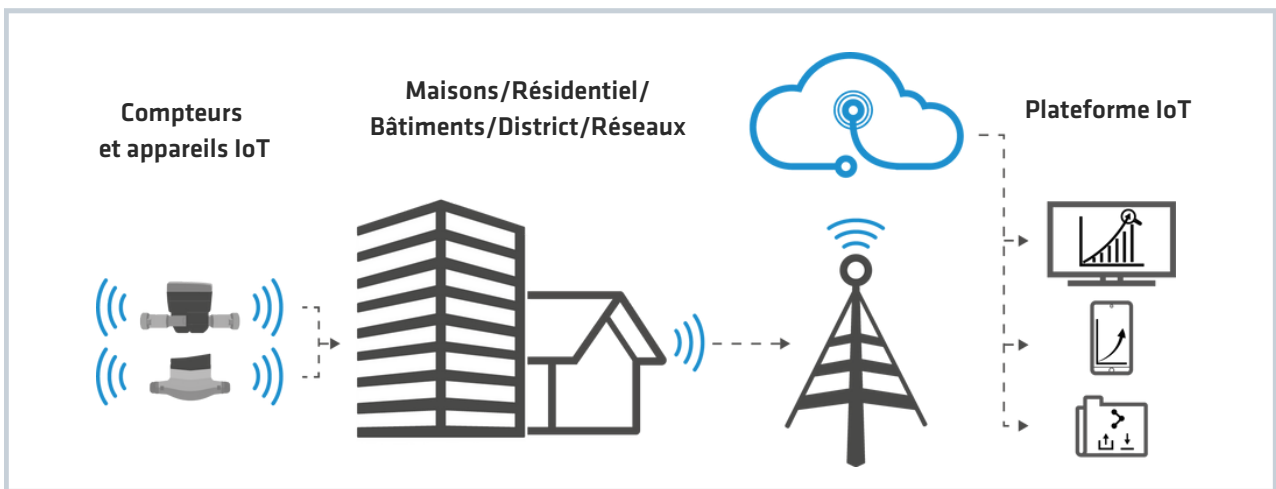 Compteurs
et appareils IoT
Maisons/Résidentiel/
Bâtiments/District/Réseaux
Plateforme IoT